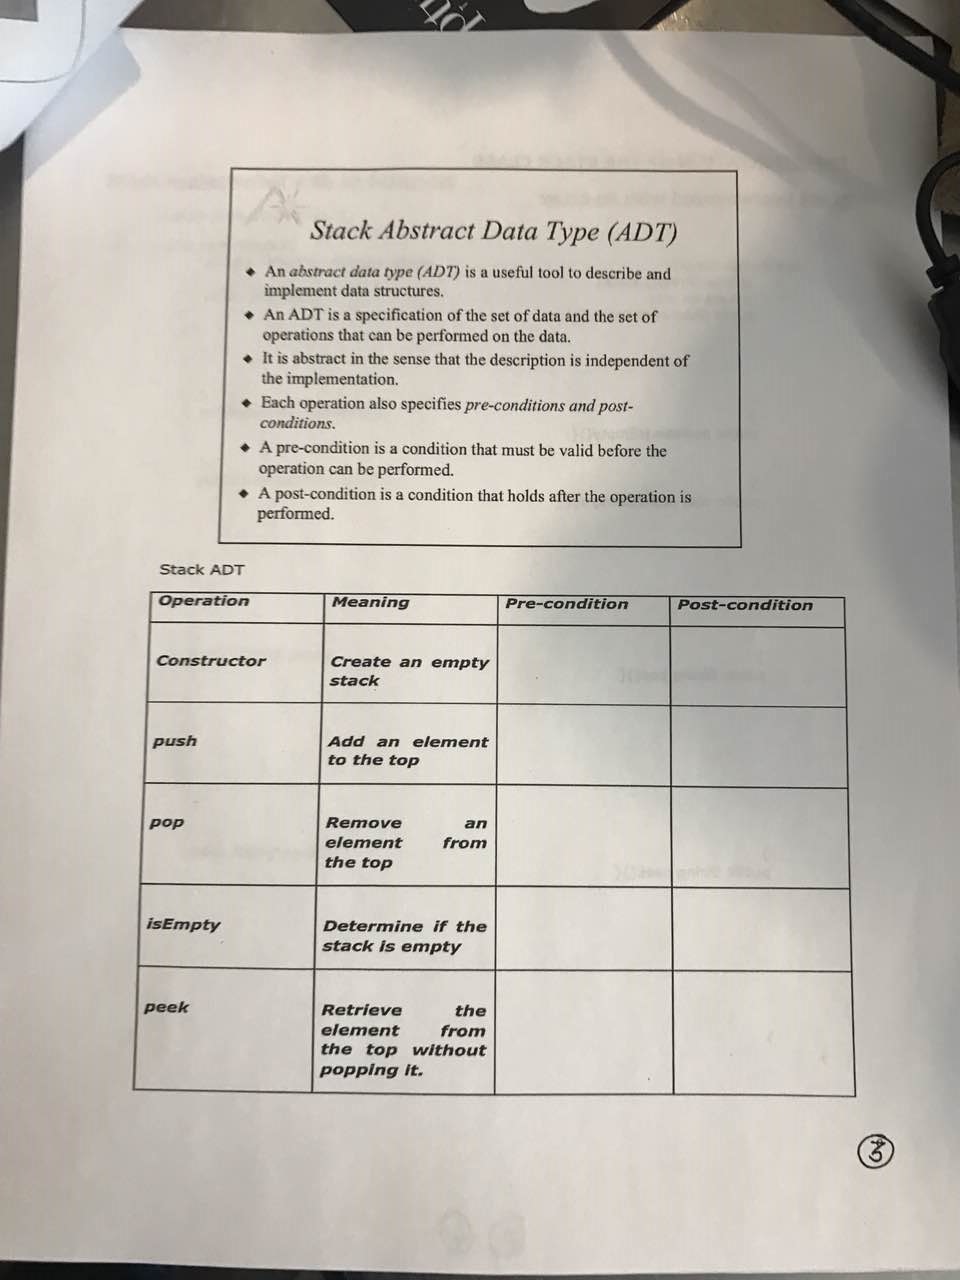 Stack Abstract Data Type (ADT)
◆ An abstract data type (ADT) is a useful tool to describe and
implement data structures.
◆ An ADT is a specification of the set of data and the set of
operations that can be performed on the data.
◆ It is abstract in the sense that the description is independent of
the implementation.
◆ Each operation also specifies pre-conditions and post-
conditions.
◆ A pre-condition is a condition that must be valid before the
operation can be performed.
◆ A post-condition is a condition that holds after the operation is
performed.
Stack ADT
Operation Meaning Pre-condition Post-condition
Constructor Create an empty
stack
push Add an element
to the top
pop Remove an
element from
the top
isEmpty Determine if the
stack is empty
peek Retrieve the
element from
the top without
popping it.
3